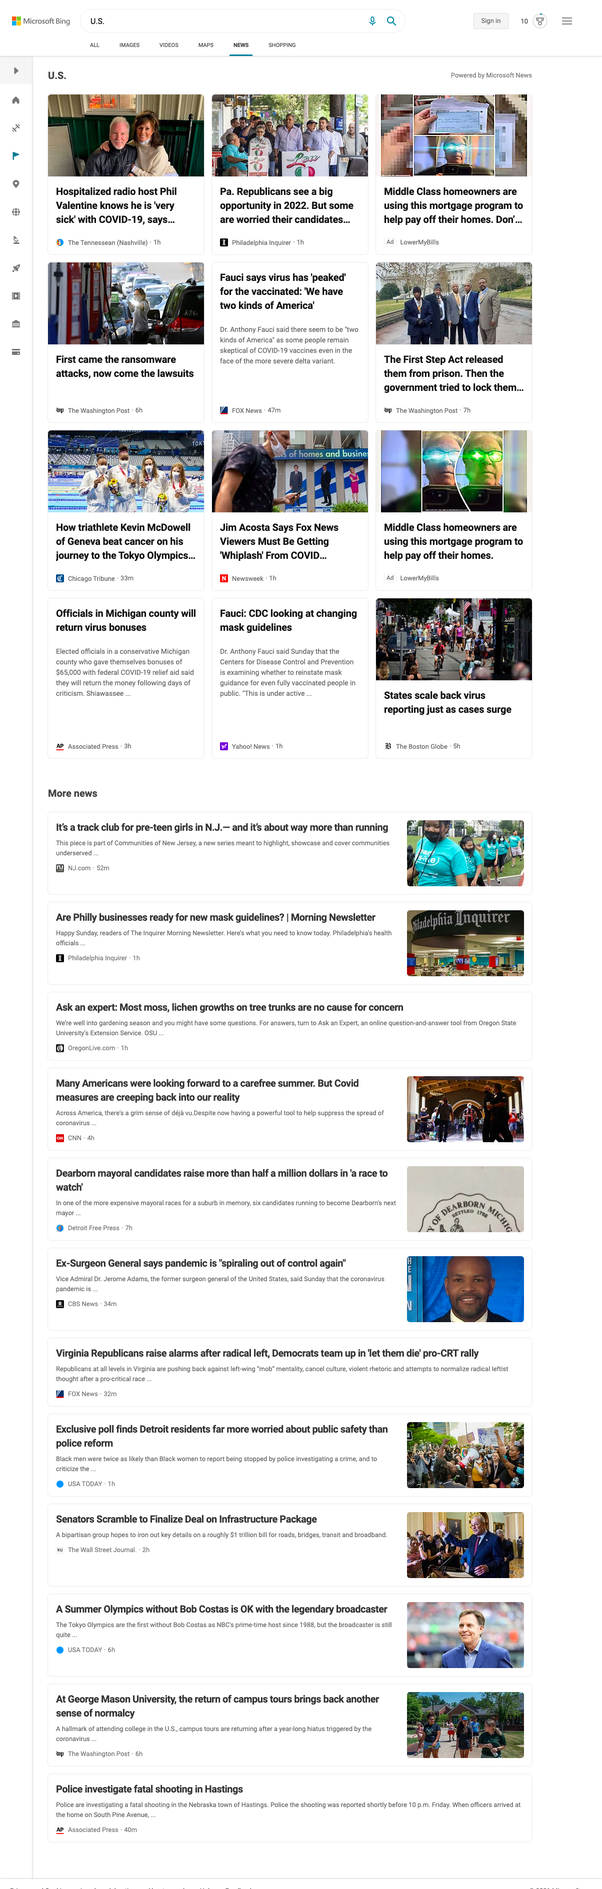 Microsoft Bing
U.S.
Sign in
10
ALL
IMAGES
VIDEOS
MAPS
NEWS
SHOPPING
U.S.
Powered by Microsoft News
Hospitalized radio host Phil
Valentine knows he is 'very
sick' with COVID-19, says...
The Tennessean (Nashville) · 1h
Pa. Republicans see a big
opportunity in 2022. But some
are worried their candidates...
Philadelphia Inquirer · 1h
Middle Class homeowners are
using this mortgage program to
help pay off their homes. Don'...
Ad LowerMyBills
First came the ransomware
attacks, now come the lawsuits
The Washington Post · 6h
Fauci says virus has 'peaked'
for the vaccinated: 'We have
two kinds of America'
Dr. Anthony Fauci said there seem to be "two
kinds of America" as some people remain
skeptical of COVID-19 vaccines even in the
face of the more severe delta variant.
FOX News · 47m
The First Step Act released
them from prison. Then the
government tried to lock them...
The Washington Post · 7h
How triathlete Kevin McDowell
of Geneva beat cancer on his
journey to the Tokyo Olympics...
Chicago Tribune · 33m
s of homes and busines
Jim Acosta Says Fox News
Viewers Must Be Getting
'Whiplash' From COVID...
Newsweek · 1h
Middle Class homeowners are
using this mortgage program to
help pay off their homes.
Ad LowerMyBills
Officials in Michigan county will
return virus bonuses
Elected officials in a conservative Michigan
county who gave themselves bonuses of
$65,000 with federal COVID-19 relief aid said
they will return the money following days of
criticism. Shiawassee ...
AP Associated Press · 3h
Fauci: CDC looking at changing
mask guidelines
Dr. Anthony Fauci said Sunday that the
Centers for Disease Control and Prevention
is examining whether to reinstate mask
guidance for even fully vaccinated people in
public. "This is under active ...
Yahoo! News · 1h
States scale back virus
reporting just as cases surge
The Boston Globe · 5h
More news
It's a track club for pre-teen girls in N.J.— and it's about way more than running
This piece is part of Communities of New Jersey, a new series meant to highlight, showcase and cover communities
underserved ...
NJ.com · 52m
Are Philly businesses ready for new mask guidelines? | Morning Newsletter
Happy Sunday, readers of The Inquirer Morning Newsletter. Here's what you need to know today. Philadelphia's health
officials ...
Philadelphia Inquirer · 1h
adelphia Inquirer
Ask an expert: Most moss, lichen growths on tree trunks are no cause for concern
We're well into gardening season and you might have some questions. For answers, turn to Ask an Expert, an online question-and-answer tool from Oregon State
University's Extension Service. OSU ...
OregonLive.com · 1h
Many Americans were looking forward to a carefree summer. But Covid
measures are creeping back into our reality
Across America, there's a grim sense of déjà vu.Despite now having a powerful tool to help suppress the spread of
coronavirus ...
CNN · 4h
Dearborn mayoral candidates raise more than half a million dollars in 'a race to
watch'
In one of the more expensive mayoral races for a suburb in memory, six candidates running to become Dearborn's next
mayor ...
Detroit Free Press · 7h
OF DEARBORN MICHIG
SETTLED 1786
Ex-Surgeon General says pandemic is "spiraling out of control again"
Vice Admiral Dr. Jerome Adams, the former surgeon general of the United States, said Sunday that the coronavirus
pandemic is ...
CBS News · 34m
Virginia Republicans raise alarms after radical left, Democrats team up in 'let them die' pro-CRT rally
Republicans at all levels in Virginia are pushing back against left-wing "mob" mentality, cancel culture, violent rhetoric and attempts to normalize radical leftist
thought after a pro-critical race ...
FOX News · 32m
Exclusive poll finds Detroit residents far more worried about public safety than
police reform
Black men were twice as likely than Black women to report being stopped by police investigating a crime, and to
criticize the ...
USA TODAY · 1h
Senators Scramble to Finalize Deal on Infrastructure Package
A bipartisan group hopes to iron out key details on a roughly $1 trillion bill for roads, bridges, transit and broadband.
The Wall Street Journal. · 2h
A Summer Olympics without Bob Costas is OK with the legendary broadcaster
The Tokyo Olympics are the first without Bob Costas as NBC's prime-time host since 1988, but the broadcaster is still
quite ...
USA TODAY · 6h
At George Mason University, the return of campus tours brings back another
sense of normalcy
A hallmark of attending college in the U.S., campus tours are returning after a year-long hiatus triggered by the
coronavirus ...
The Washington Post · 6h
Police investigate fatal shooting in Hastings
Police are investigating a fatal shooting in the Nebraska town of Hastings. Police the shooting was reported shortly before 10 p.m. Friday. When officers arrived at
the home on South Pine Avenue, ...
AP Associated Press · 40m